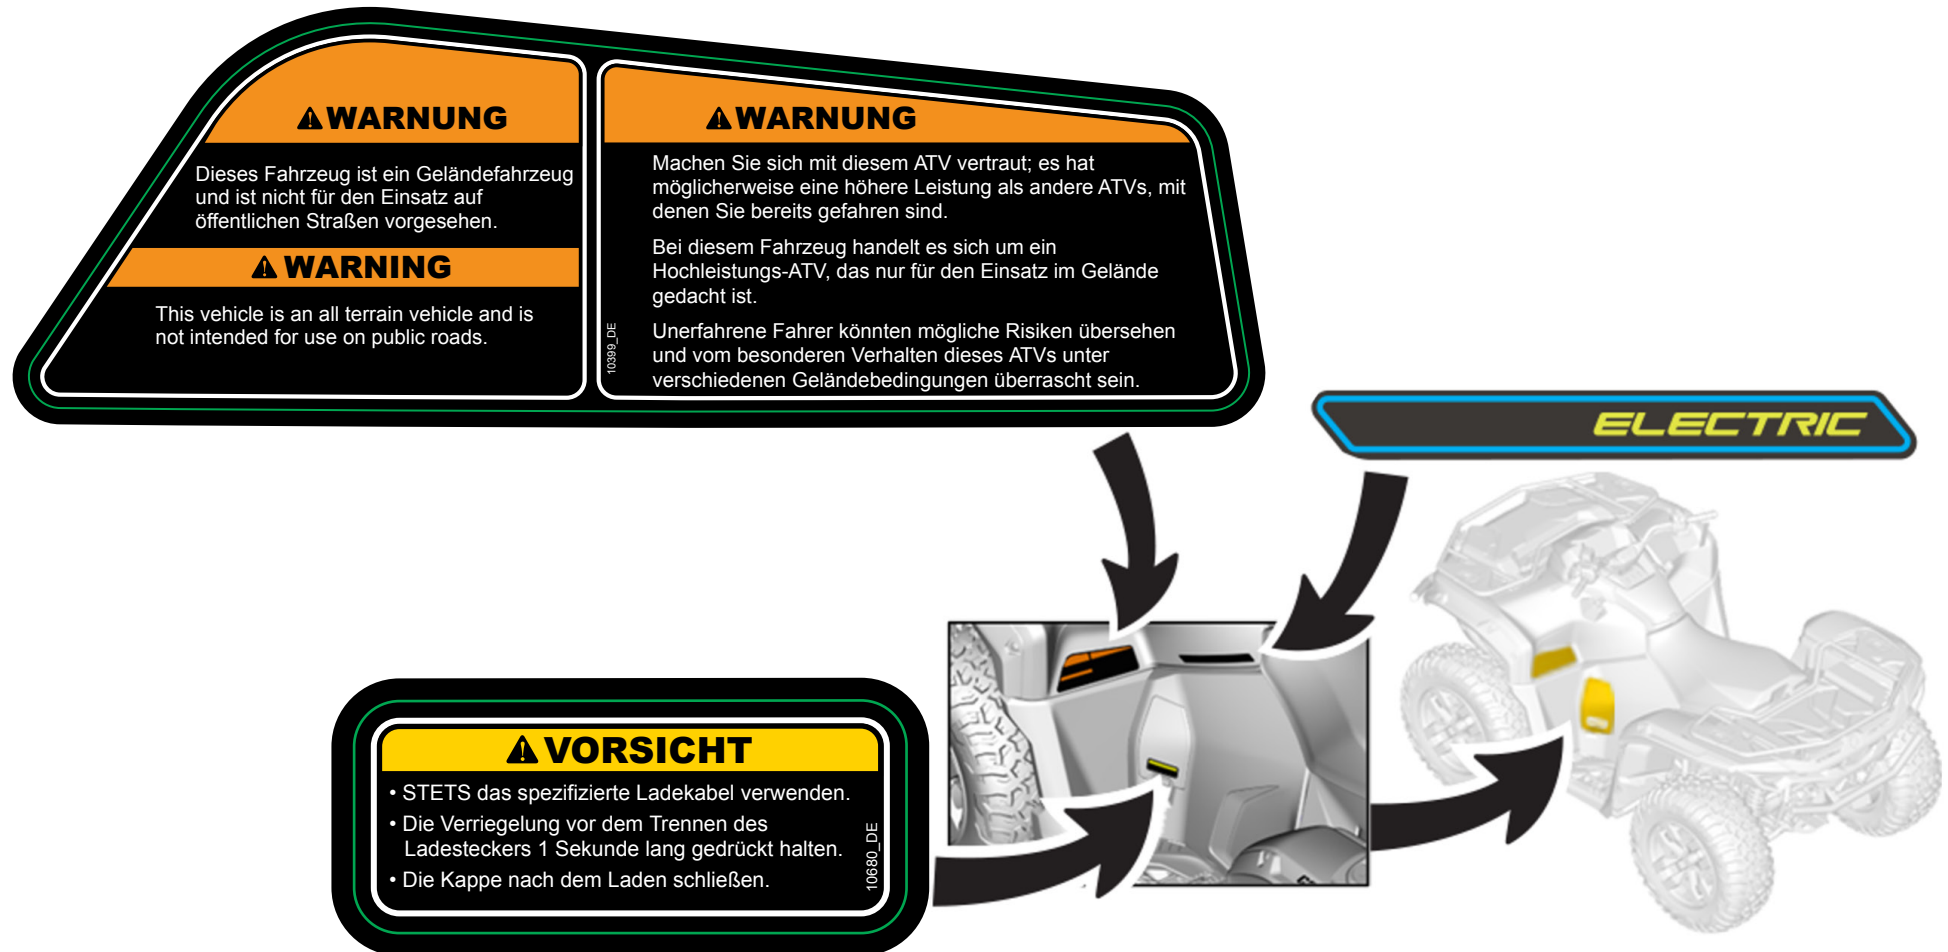 WARNUNG
Dieses Fahrzeug ist ein Geländefahrzeug
und ist nicht für den Einsatz auf
öffentlichen Straßen vorgesehen.
WARNING
This vehicle is an all terrain vehicle and is
not intended for use on public roads.
WARNUNG
Machen Sie sich mit diesem ATV vertraut; es hat
möglicherweise eine höhere Leistung als andere ATVs, mit
denen Sie bereits gefahren sind.
Bei diesem Fahrzeug handelt es sich um ein
Hochleistungs-ATV, das nur für den Einsatz im Gelände
gedacht ist.
Unerfahrene Fahrer könnten mögliche Risiken übersehen
und vom besonderen Verhalten dieses ATVs unter
verschiedenen Geländebedingungen überrascht sein.
10399_DE
ELECTRIC
VORSICHT
• STETS das spezifizierte Ladekabel verwenden.
• Die Verriegelung vor dem Trennen des
Ladesteckers 1 Sekunde lang gedrückt halten.
• Die Kappe nach dem Laden schließen.
10680_DE